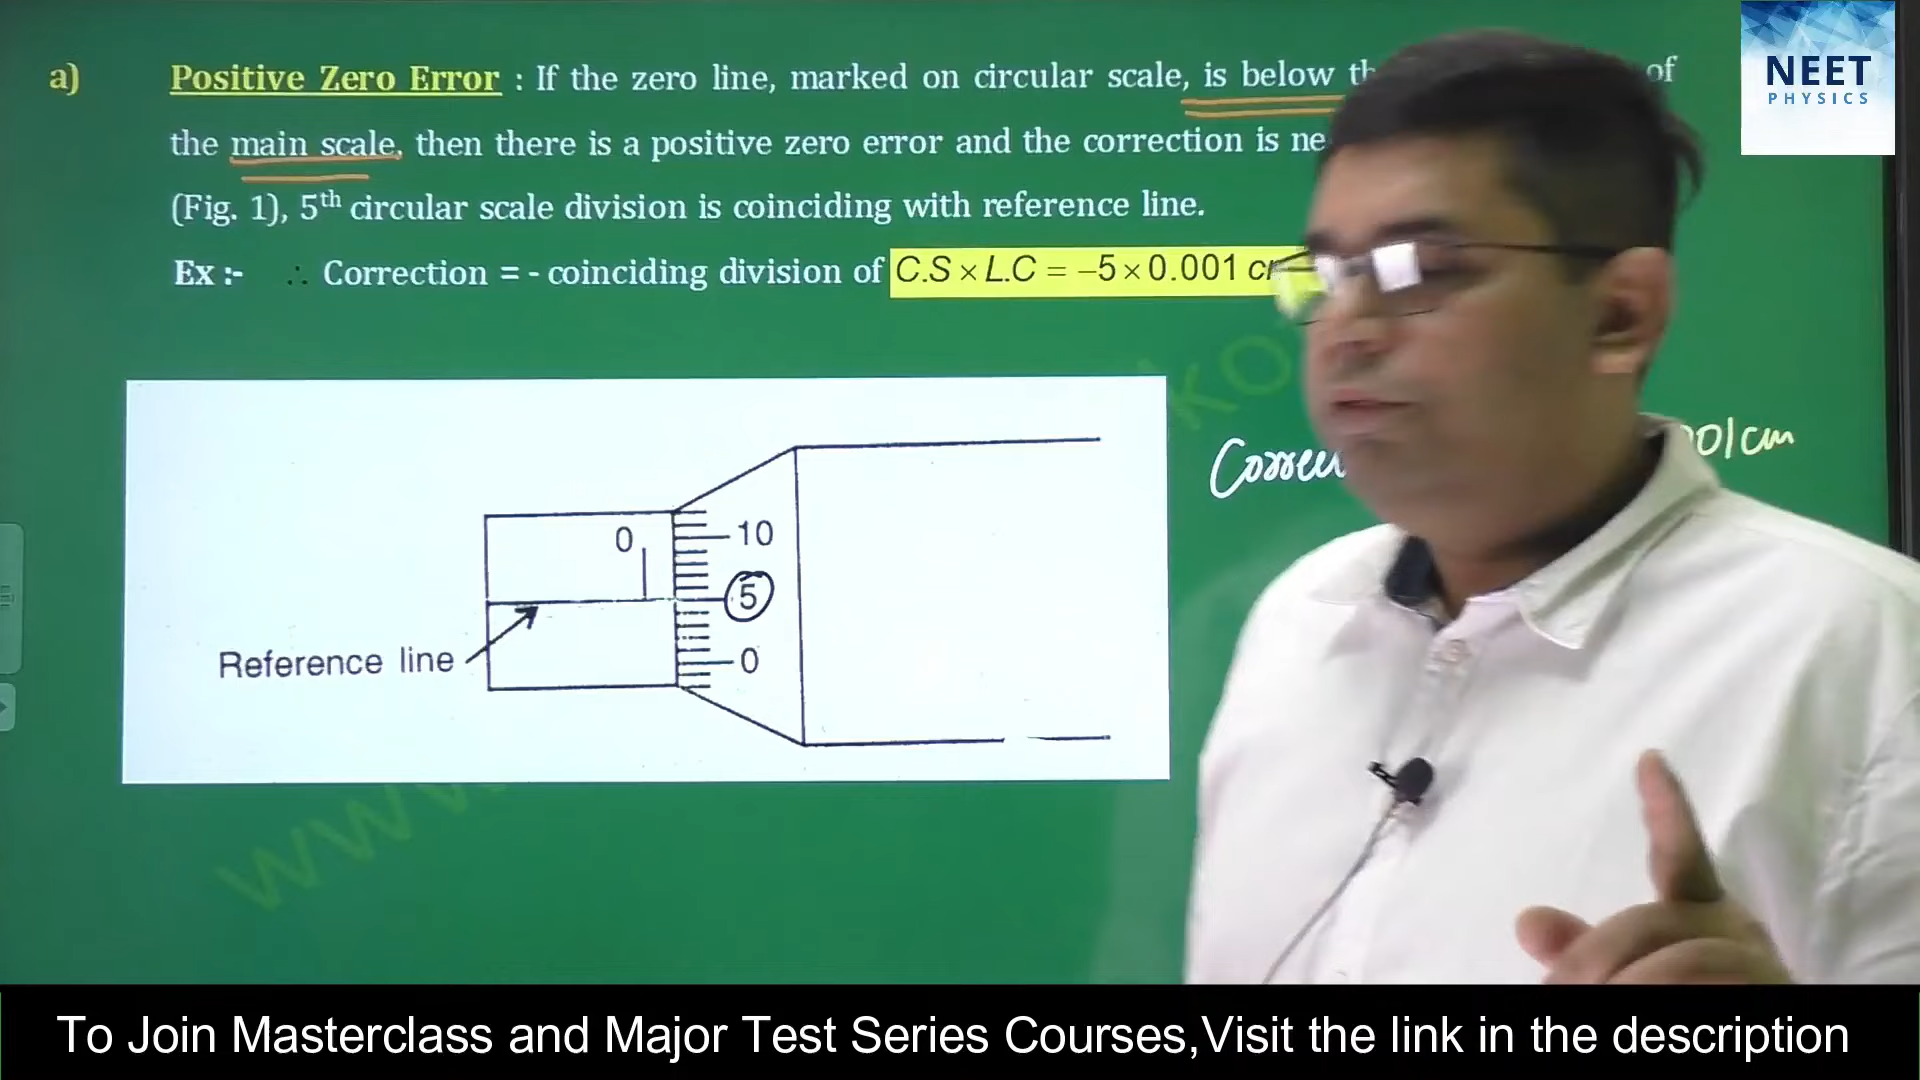 a) Positive Zero Error : If the zero line, marked on circular scale, is below of
the main scale, then there is a positive zero error and the correction is
(Fig. 1), 5th circular scale division is coinciding with reference line.
Ex :- ∴ Correction = - coinciding division of C.S × L.C = −5 × 0.001
NEET
PHYSICS
0
10
5
0
Reference line
cm
www
To Join Masterclass and Major Test Series Courses,Visit the link in the description